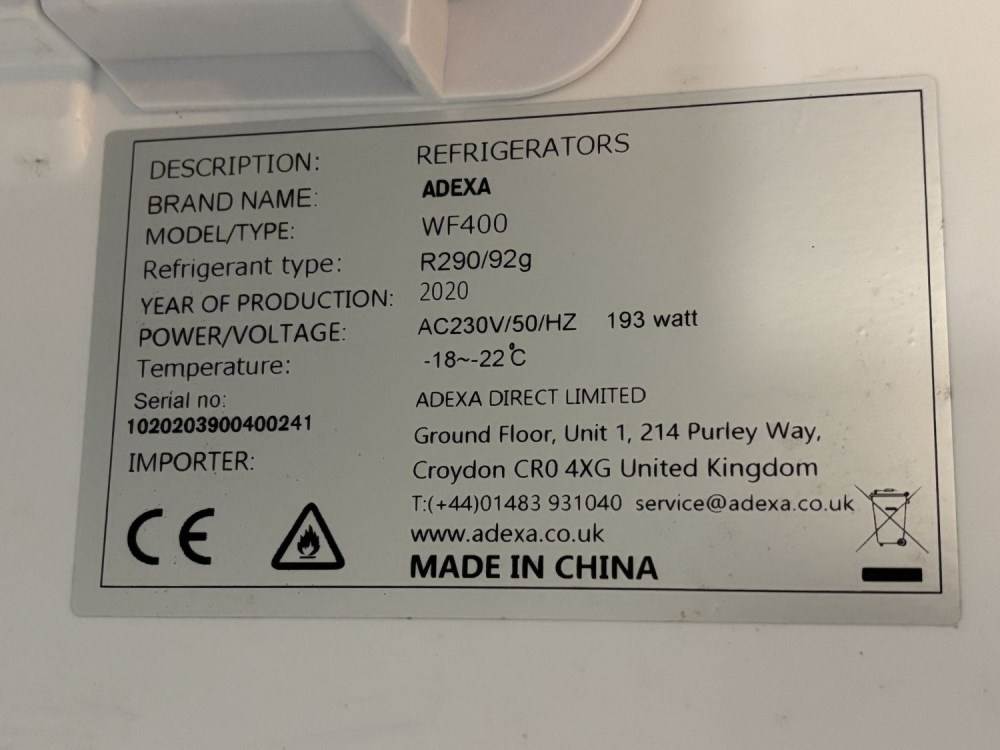 DESCRIPTION: REFRIGERATORS
BRAND NAME: ADEXA
MODEL/TYPE: WF400
Refrigerant type: R290/92g
YEAR OF PRODUCTION: 2020
POWER/VOLTAGE: AC230V/50/HZ 193 watt
Temperature: -18~-22℃
Serial no:
1020203900400241
IMPORTER: ADEXA DIRECT LIMITED
Ground Floor, Unit 1, 214 Purley Way,
Croydon CR0 4XG United Kingdom
T:(+44)01483 931040 service@adexa.co.uk
www.adexa.co.uk
MADE IN CHINA
CE